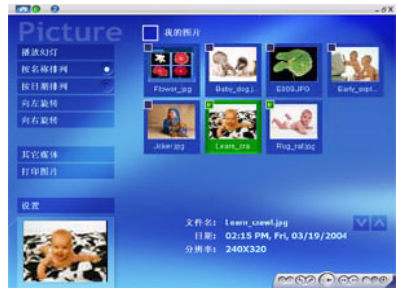 Picture
我的图片
播放幻灯
按名称排列
按日期排列
向左旋转
向右旋转
其它媒体
打印图片
设置
Flower_jpg
Baby_dog.j..
E008.JPG
Early_expl...
Joker.jpg
Learn_cra...
Rug_rat.jpg
文件名: Learn_crawl.jpg
日期: 02:15 PM, Fri, 03/19/2004
分辨率: 240X320